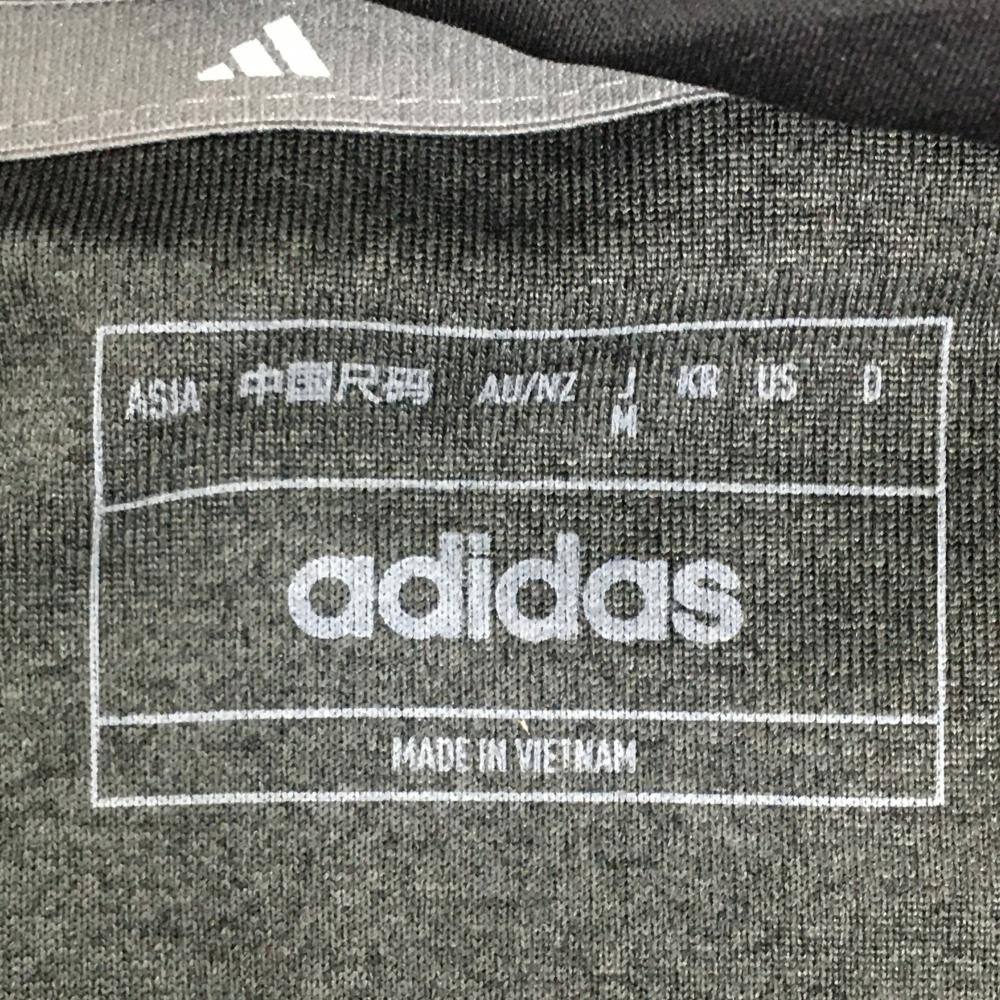 ASIA 中国尺码 AU/NZ J KR US D
M
adidas
MADE IN VIETNAM